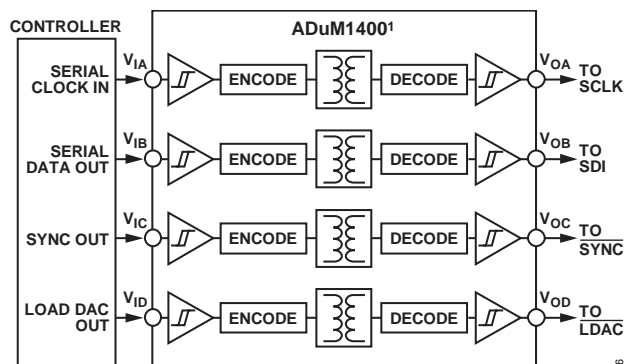 CONTROLLER
ADuM1400¹
SERIAL
CLOCK IN
V_IA
ENCODE
DECODE
V_OA
TO
SCLK
SERIAL
DATA OUT
V_IB
ENCODE
DECODE
V_OB
TO
SDI
SYNC OUT
V_IC
ENCODE
DECODE
V_OC
TO
SYNC
LOAD DAC
OUT
V_ID
ENCODE
DECODE
V_OD
TO
LDAC